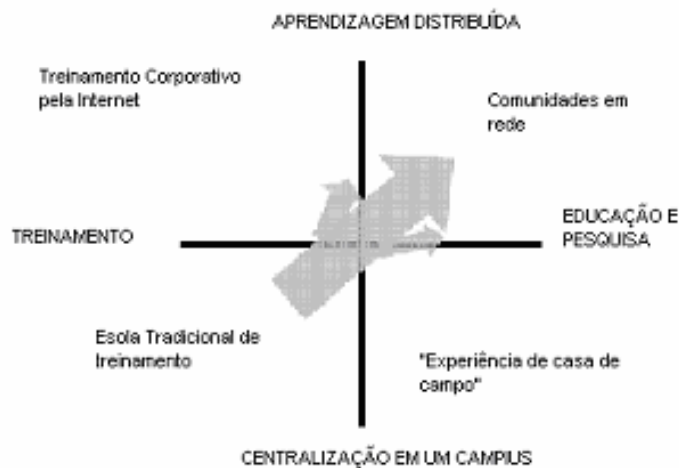 APRENDIZAGEM DISTRIBUÍDA
Treinamento Corporativo
pela Internet
Comunidades em
rede
TREINAMENTO
EDUCAÇÃO E
PESQUISA
Esola Tradicional de
treinamento
"Experiência de casa de
campo"
CENTRALIZAÇÃO EM UM CAMPIUS